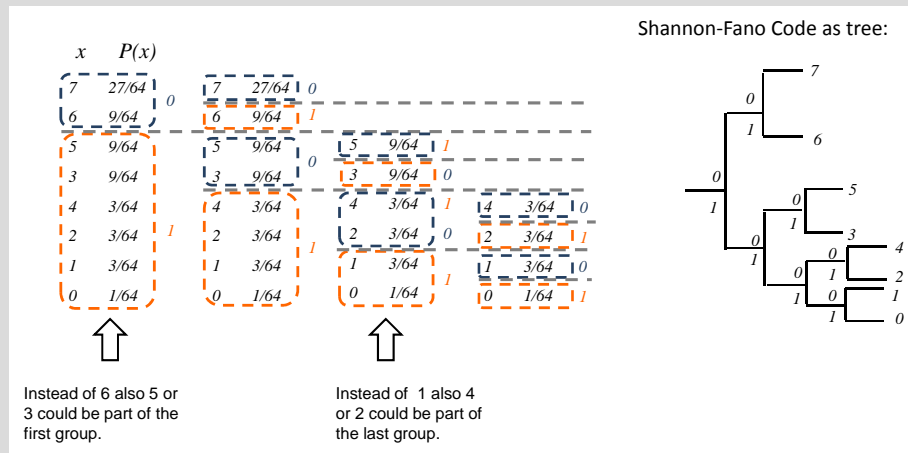 Shannon-Fano Code as tree:
x P(x)
7 27/64
6 9/64
0
5 9/64
3 9/64
4 3/64
2 3/64
1 3/64
0 1/64
1
7 27/64 0
6 9/64 1
5 9/64
3 9/64
0
4 3/64
2 3/64
1 3/64
0 1/64
1
5 9/64 1
3 9/64 0
4 3/64 1
2 3/64 0
1 3/64
0 1/64
1
4 3/64 0
2 3/64 1
1 3/64 0
0 1/64 1
Instead of 6 also 5 or
3 could be part of the
first group.
Instead of 1 also 4
or 2 could be part of
the last group.
7
0
1
6
0
1
5
0
1
3
0
1
4
0
1
2
0
1
1
0
1
0